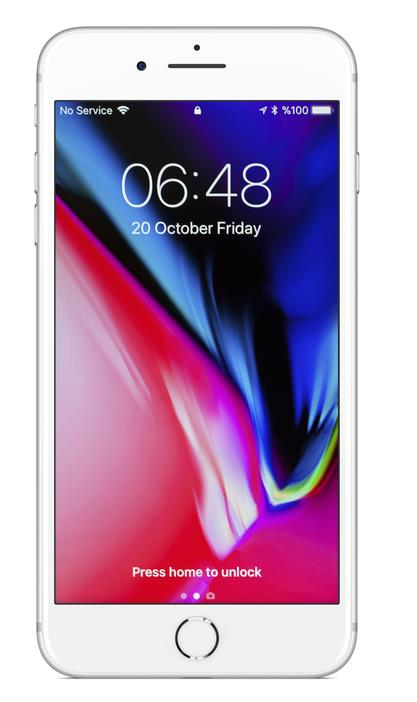 No Service %100
06:48
20 October Friday
Press home to unlock